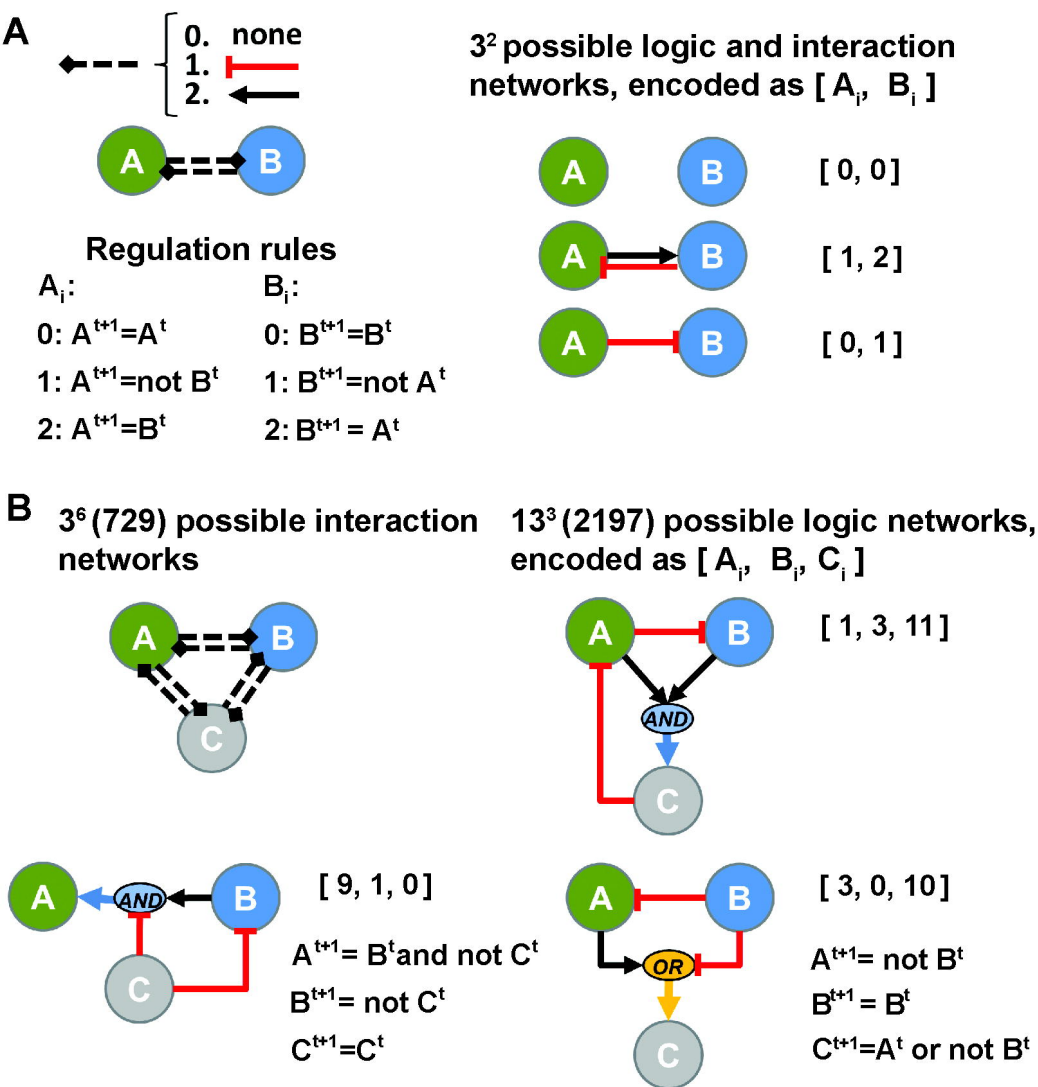 A
0. none
1.
2.
A B
Regulation rules
Aᵢ: Bᵢ:
0: Aᵗ⁺¹=Aᵗ 0: Bᵗ⁺¹=Bᵗ
1: Aᵗ⁺¹=not Bᵗ 1: Bᵗ⁺¹=not Aᵗ
2: Aᵗ⁺¹=Bᵗ 2: Bᵗ⁺¹ = Aᵗ
3² possible logic and interaction
networks, encoded as [ Aᵢ, Bᵢ ]
A B [ 0, 0]
A B [ 1, 2]
A B [ 0, 1]
B
3⁶ (729) possible interaction
networks
A B
C
13³ (2197) possible logic networks,
encoded as [ Aᵢ, Bᵢ, Cᵢ ]
A B [ 1, 3, 11]
AND
C
A AND B [ 9, 1, 0]
C
Aᵗ⁺¹= Bᵗand not Cᵗ
Bᵗ⁺¹= not Cᵗ
Cᵗ⁺¹=Cᵗ
A B [ 3, 0, 10]
OR
C
Aᵗ⁺¹= not Bᵗ
Bᵗ⁺¹= Bᵗ
Cᵗ⁺¹=Aᵗ or not Bᵗ